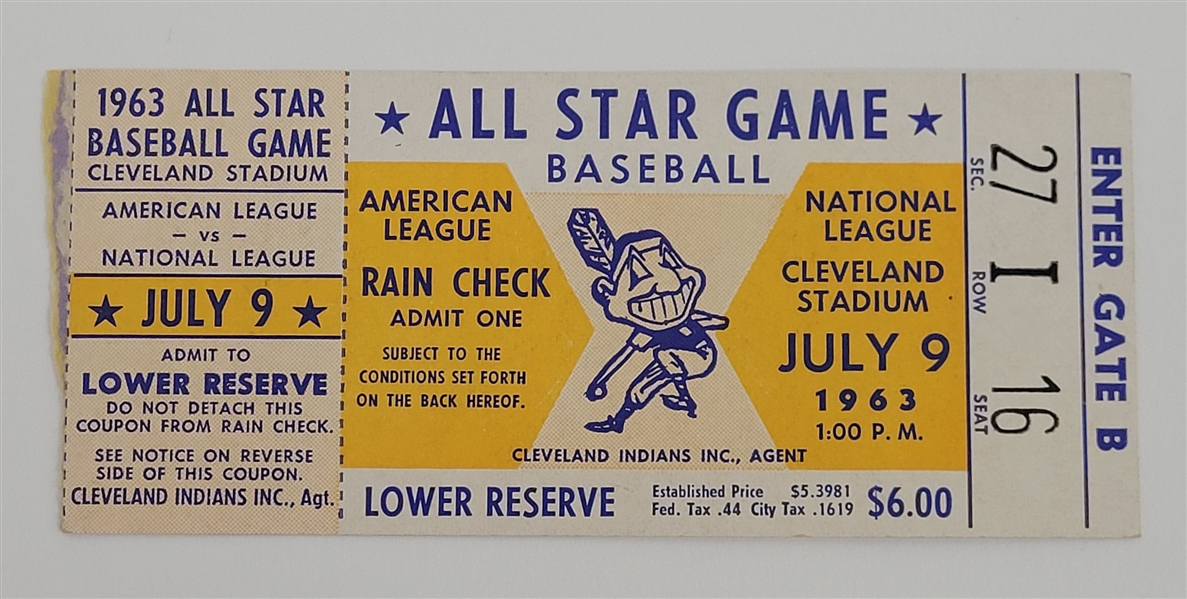 1963 ALL STAR
BASEBALL GAME
CLEVELAND STADIUM
AMERICAN LEAGUE
- vs -
NATIONAL LEAGUE
★ JULY 9 ★
ADMIT TO
LOWER RESERVE
DO NOT DETACH THIS
COUPON FROM RAIN CHECK.
SEE NOTICE ON REVERSE
SIDE OF THIS COUPON.
CLEVELAND INDIANS INC., Agt.
★ ALL STAR GAME ★
BASEBALL
AMERICAN
LEAGUE
RAIN CHECK
ADMIT ONE
SUBJECT TO THE
CONDITIONS SET FORTH
ON THE BACK HEREOF.
NATIONAL
LEAGUE
CLEVELAND
STADIUM
JULY 9
1963
1:00 P. M.
CLEVELAND INDIANS INC., AGENT
LOWER RESERVE
Established Price $5.3981
Fed. Tax .44 City Tax .1619
$6.00
27 I 16
SEC. ROW SEAT
ENTER GATE B